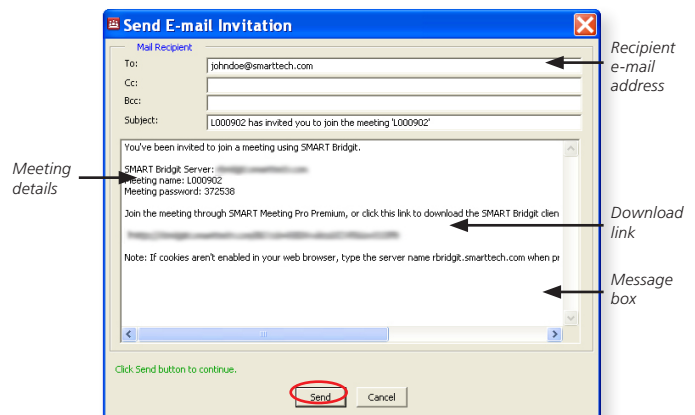 Send E-mail Invitation
Mail Recipient
To: johndoe@smarttech.com
Cc:
Bcc:
Subject: L000902 has invited you to join the meeting 'L000902'
You've been invited to join a meeting using SMART Bridgit.
SMART Bridgit Server:
Meeting name: L000902
Meeting password: 372538
Join the meeting through SMART Meeting Pro Premium, or click this link to download the SMART Bridgit clien
Note: If cookies aren't enabled in your web browser, type the server name rbridgit.smarttech.com when pr
Click Send button to continue.
Send Cancel
Meeting
details
Recipient
e-mail
address
Download
link
Message
box